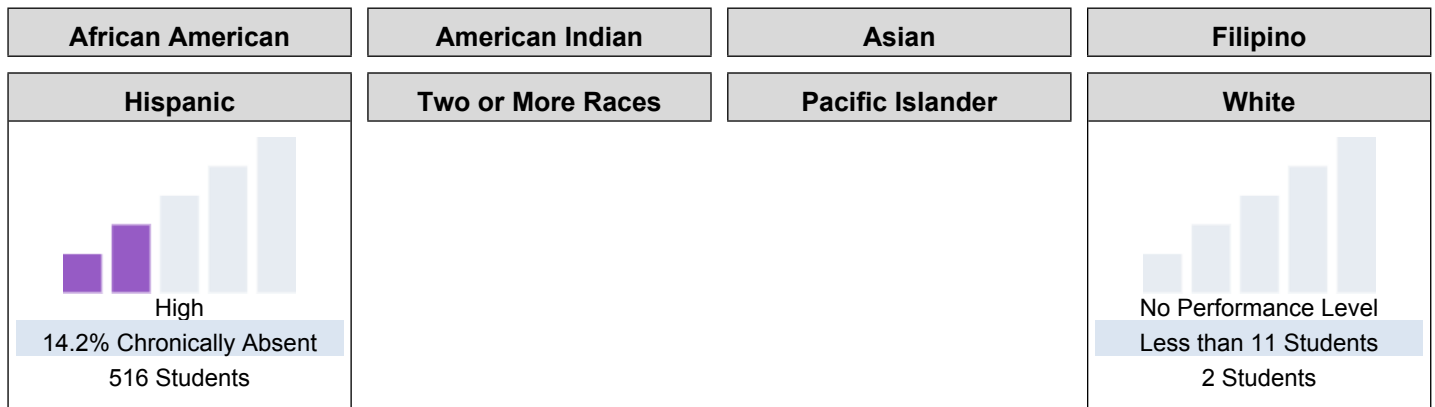 African American
American Indian
Asian
Filipino
Hispanic
Two or More Races
Pacific Islander
White
High
14.2% Chronically Absent
516 Students
No Performance Level
Less than 11 Students
2 Students